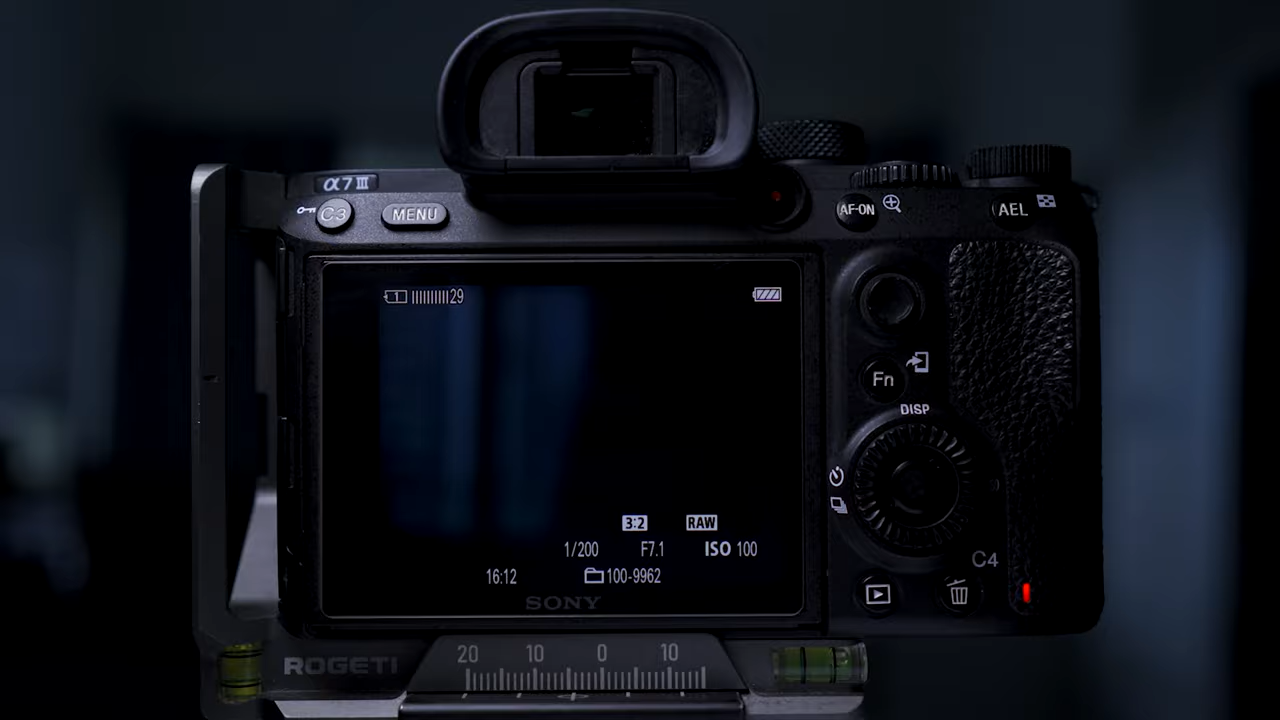 α7III
C3 MENU AF-ON AEL
1 29
Fn
DISP
3:2 RAW
1/200 F7.1 ISO 100
16:12 100-9962
C4
SONY
ROGETI
20 10 0 10